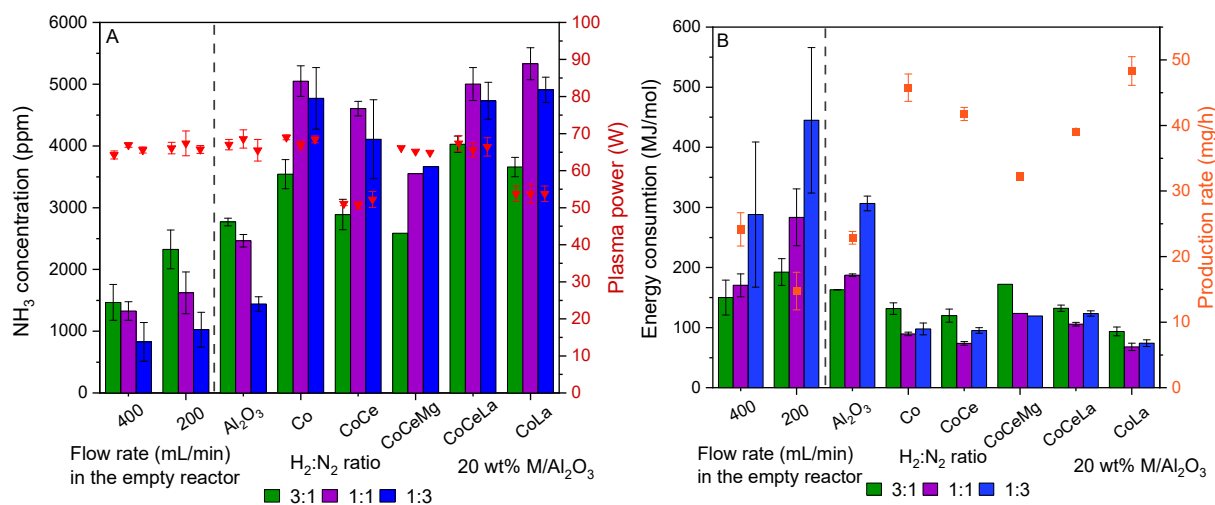 A
NH₃ concentration (ppm)
6000
5000
4000
3000
2000
1000
0
Plasma power (W)
100
90
80
70
60
50
40
30
20
10
0
400
200
Al₂O₃
Co
CoCe
CoCeMg
CoCeLa
CoLa
Flow rate (mL/min)
in the empty reactor
H₂:N₂ ratio
20 wt% M/Al₂O₃
3:1
1:1
1:3
B
Energy consumtion (MJ/mol)
600
500
400
300
200
100
0
Production rate (mg/h)
50
40
30
20
10
0
400
200
Al₂O₃
Co
CoCe
CoCeMg
CoCeLa
CoLa
Flow rate (mL/min)
in the empty reactor
H₂:N₂ ratio
20 wt% M/Al₂O₃
3:1
1:1
1:3